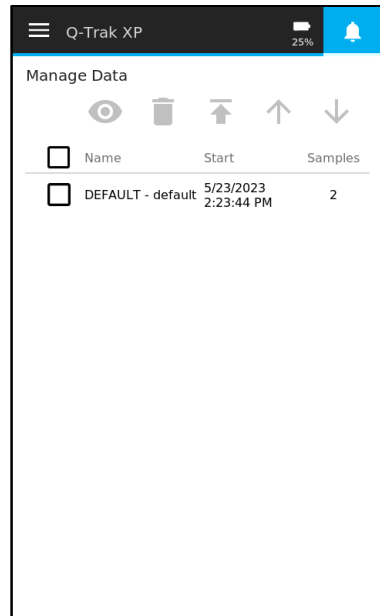 Q-Trak XP
25%
Manage Data
Name Start Samples
DEFAULT - default 5/23/2023 2
2:23:44 PM